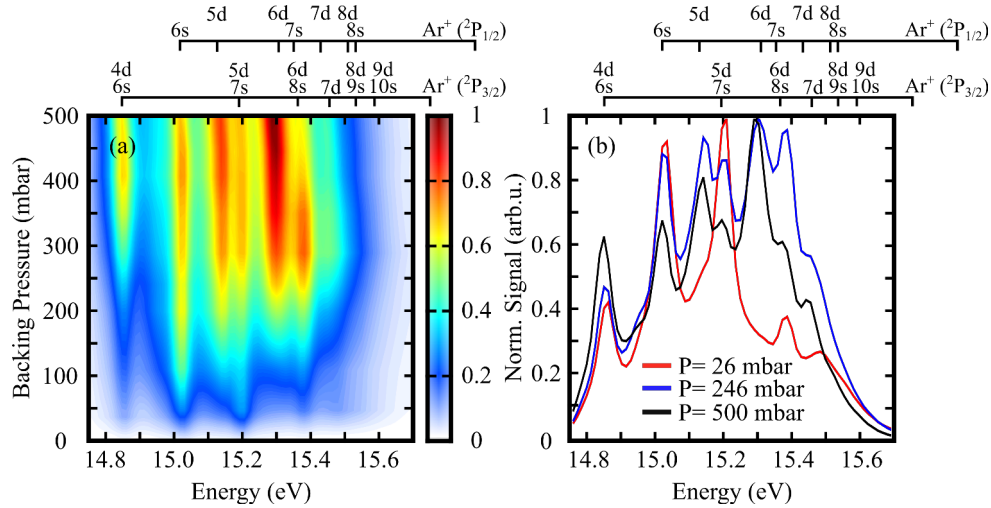 6s 5d 6d 7s 7d 8d 8s Ar⁺ (²P₁/₂)
4d 6s 5d 7s 6d 8s 7d 8d 9s 9d 10s Ar⁺ (²P₃/₂)
(a)
Backing Pressure (mbar)
500
400
300
200
100
0
14.8 15.0 15.2 15.4 15.6
Energy (eV)
1
0.8
0.6
0.4
0.2
0
6s 5d 6d 7s 7d 8d 8s Ar⁺ (²P₁/₂)
4d 6s 5d 7s 6d 8s 7d 8d 9s 9d 10s Ar⁺ (²P₃/₂)
(b)
Norm. Signal (arb.u.)
1
0.8
0.6
0.4
0.2
0
P= 26 mbar
P= 246 mbar
P= 500 mbar
14.8 15.0 15.2 15.4 15.6
Energy (eV)